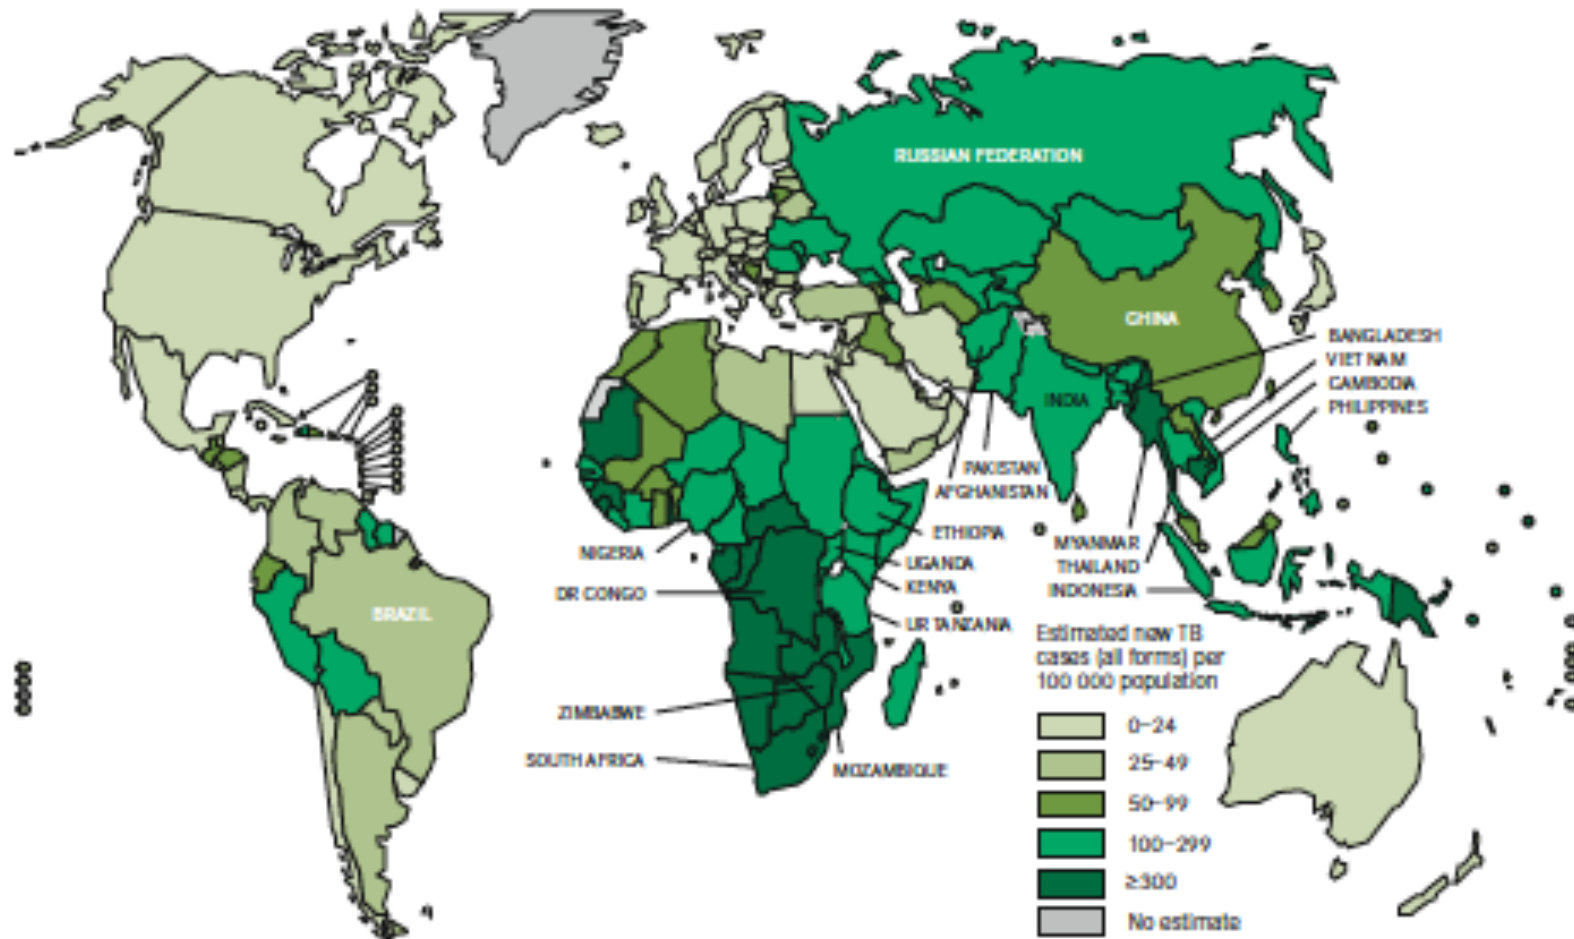 RUSSIAN FEDERATION
CHINA
BANGLADESH
VIET NAM
CAMBODIA
PHILIPPINES
INDIA
PAKISTAN
AFGHANISTAN
ETHIOPIA
NIGERIA
MYANMAR
UGANDA
THAILAND
KENYA
INDONESIA
DR CONGO
BRAZIL
UR TANZANIA
ZIMBABWE
SOUTH AFRICA
MOZAMBIQUE
Estimated new TB
cases (all forms) per
100 000 population
0–24
25–49
50–99
100–299
≥300
No estimate